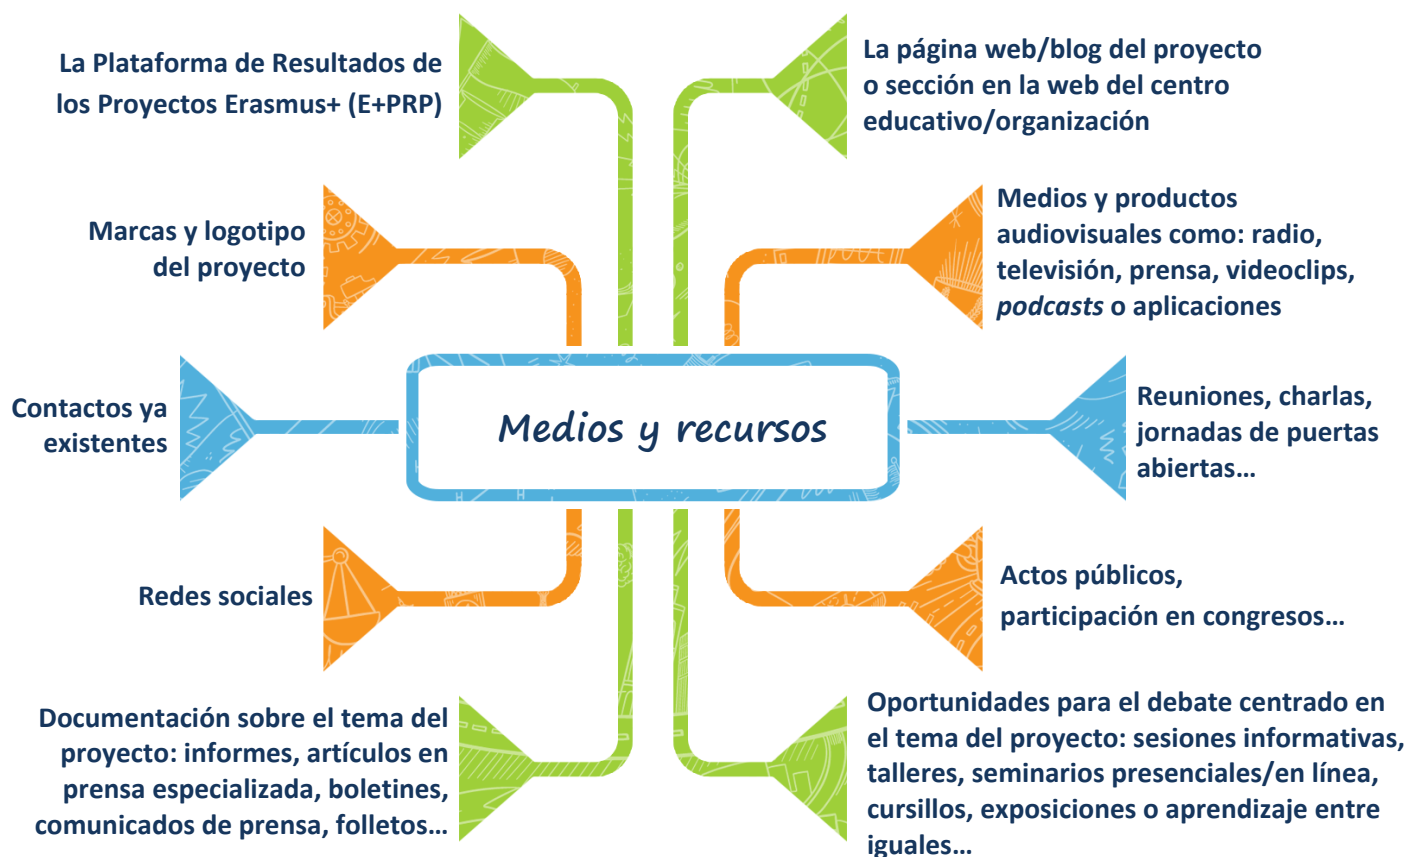 La Plataforma de Resultados de
los Proyectos Erasmus+ (E+PRP)
La página web/blog del proyecto
o sección en la web del centro
educativo/organización
Marcas y logotipo
del proyecto
Medios y productos
audiovisuales como: radio,
televisión, prensa, videoclips,
podcasts o aplicaciones
Contactos ya
existentes
Medios y recursos
Reuniones, charlas,
jornadas de puertas
abiertas…
Redes sociales
Actos públicos,
participación en congresos…
Documentación sobre el tema del
proyecto: informes, artículos en
prensa especializada, boletines,
comunicados de prensa, folletos…
Oportunidades para el debate centrado en
el tema del proyecto: sesiones informativas,
talleres, seminarios presenciales/en línea,
cursillos, exposiciones o aprendizaje entre
iguales…